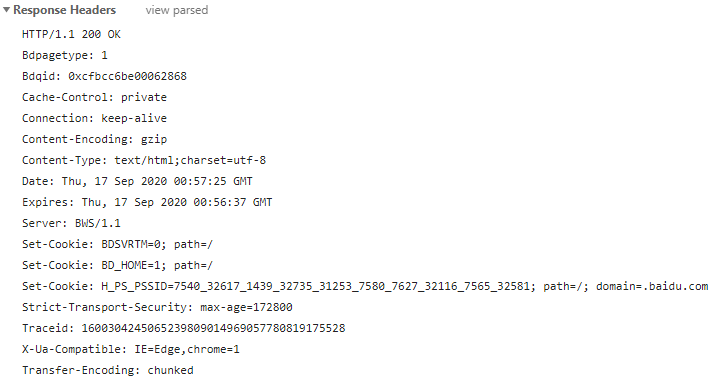 Response Headers view parsed
HTTP/1.1 200 OK
Bdpagetype: 1
Bdqid: 0xcfbcc6be00062868
Cache-Control: private
Connection: keep-alive
Content-Encoding: gzip
Content-Type: text/html;charset=utf-8
Date: Thu, 17 Sep 2020 00:57:25 GMT
Expires: Thu, 17 Sep 2020 00:56:37 GMT
Server: BWS/1.1
Set-Cookie: BDSVRTM=0; path=/
Set-Cookie: BD_HOME=1; path=/
Set-Cookie: H_PS_PSSID=7540_32617_1439_32735_31253_7580_7627_32116_7565_32581; path=/; domain=.baidu.com
Strict-Transport-Security: max-age=172800
Traceid: 1600304245065239809014969057780819175528
X-Ua-Compatible: IE=Edge,chrome=1
Transfer-Encoding: chunked